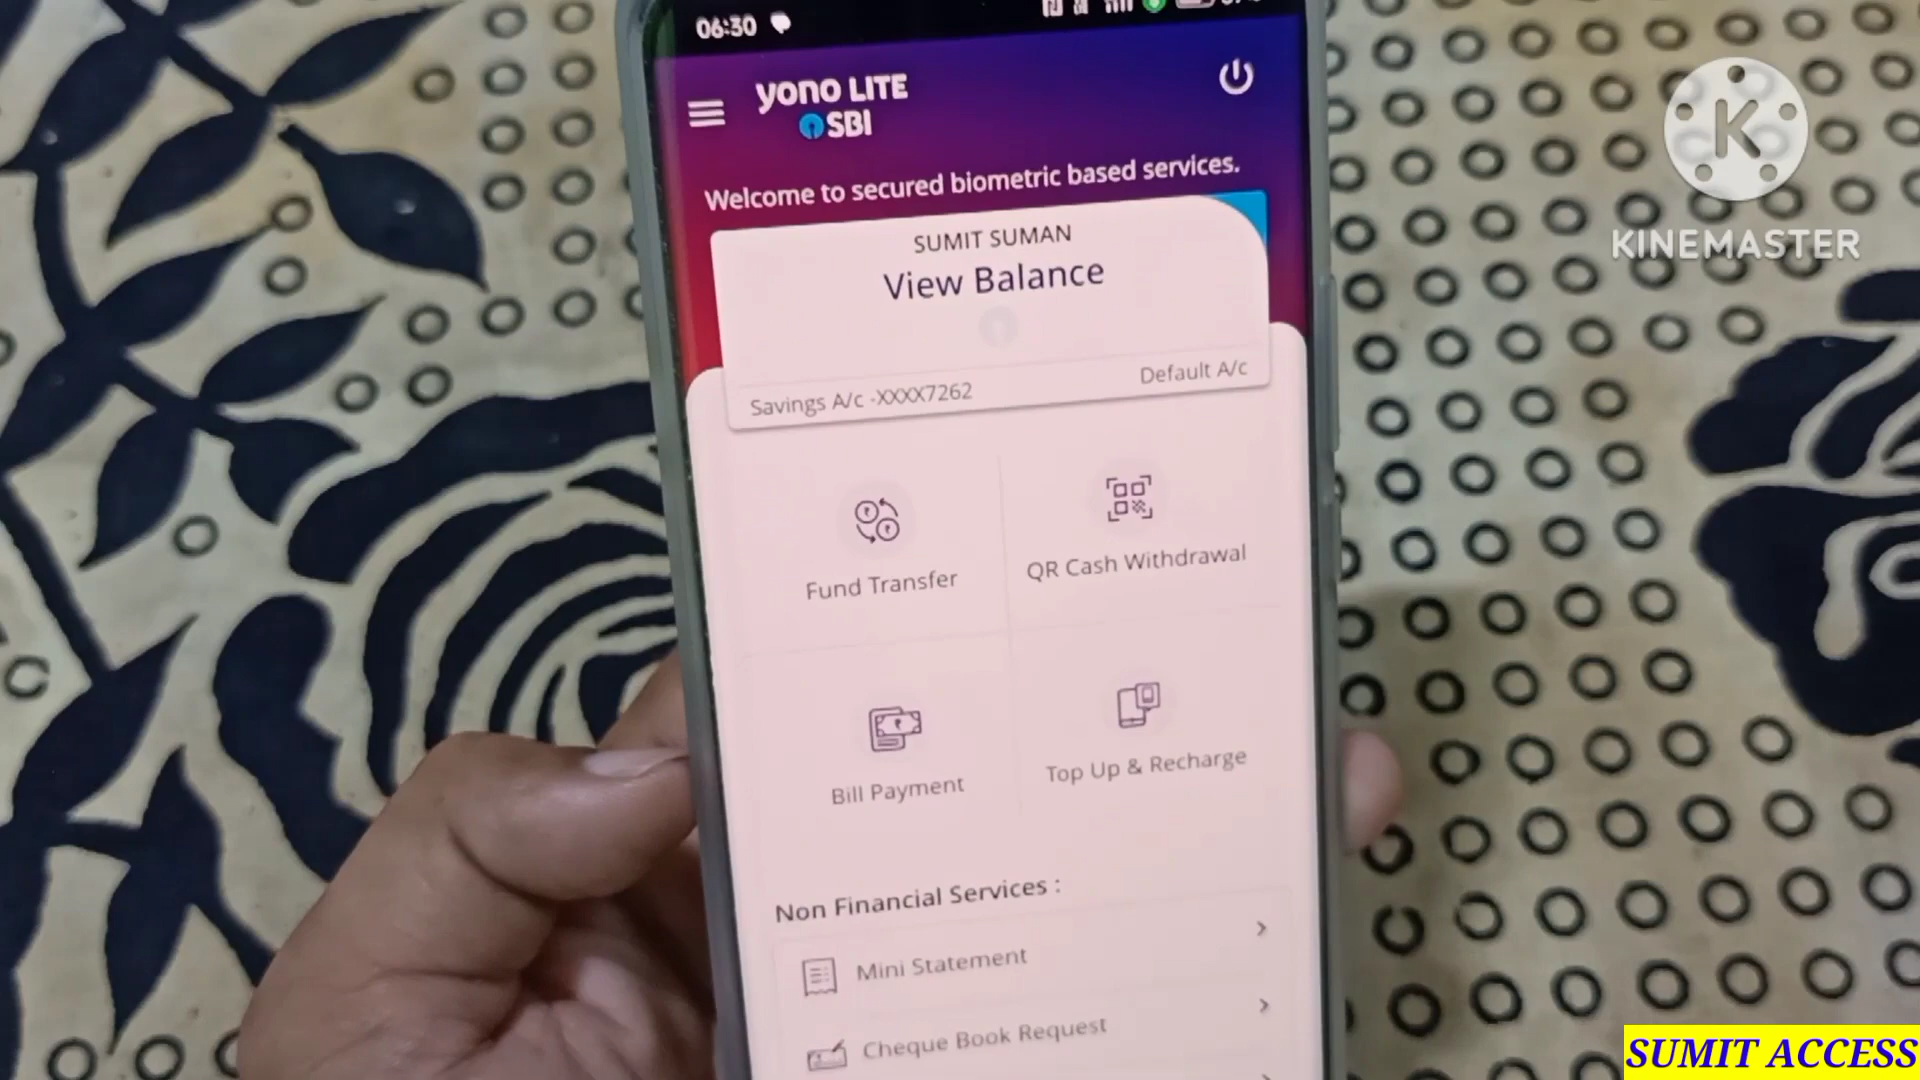 06:30
yono LITE
SBI
Welcome to secured biometric based services.
SUMIT SUMAN
View Balance
Savings A/c -XXXX7262
Default A/c
Fund Transfer
QR Cash Withdrawal
Bill Payment
Top Up & Recharge
Non Financial Services :
Mini Statement
Cheque Book Request
K
KINEMASTER
SUMIT ACCESS